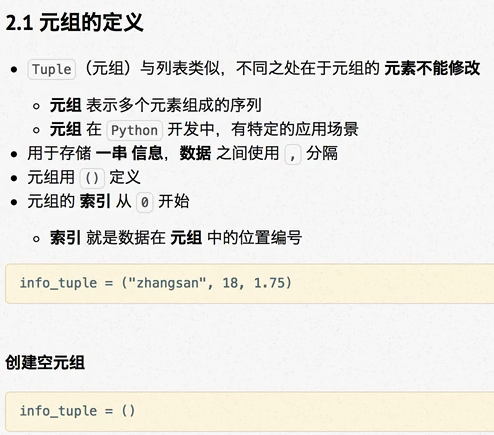 2.1 元组的定义
Tuple（元组）与列表类似，不同之处在于元组的 元素不能修改
元组 表示多个元素组成的序列
元组 在 Python 开发中，有特定的应用场景
用于存储 一串 信息，数据 之间使用 , 分隔
元组用 () 定义
元组的 索引 从 0 开始
索引 就是数据在 元组 中的位置编号
info_tuple = ("zhangsan", 18, 1.75)
创建空元组
info_tuple = ()